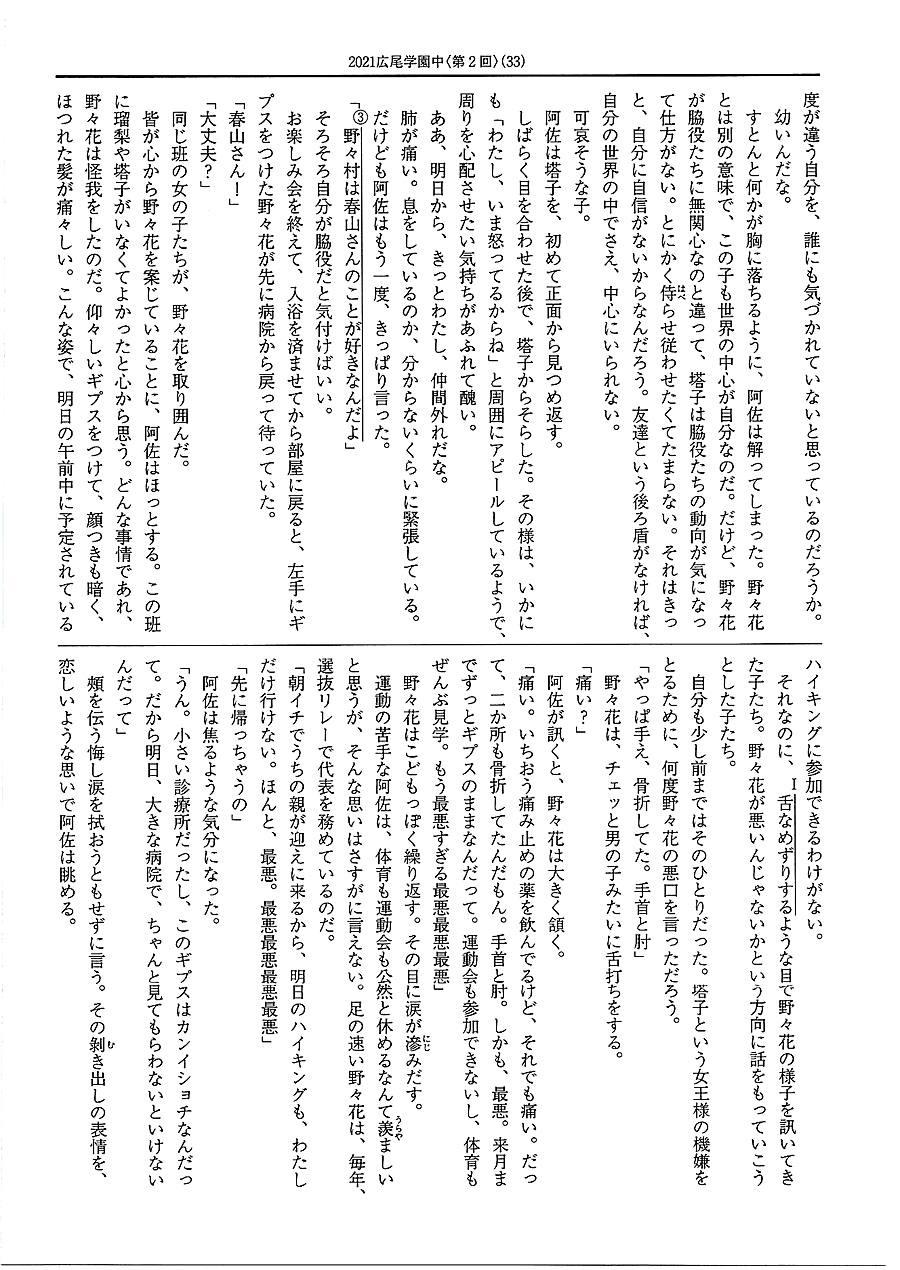 2021広尾学園中〈第2回〉(33)
度が違う自分を、誰にも気づかれていないと思っているのだろうか。
幼いんだな。
すとんと何かが胸に落ちるように、阿佐は解ってしまった。野々花
とは別の意味で、この子も世界の中心が自分なのだ。だけど、野々花
が脇役たちに無関心なのと違って、塔子は脇役たちの動向が気になっ
て仕方がない。とにかく侍らせ従わせたくてたまらない。それはきっ
と、自分に自信がないからなんだろう。友達という後ろ盾がなければ、
自分の世界の中でさえ、中心にいられない。
可哀そうな子。
阿佐は塔子を、初めて正面から見つめ返す。
しばらく目を合わせた後で、塔子からそらした。その様は、いかに
も「わたし、いま怒ってるからね」と周囲にアピールしているようで、
周りを心配させたい気持ちがあふれて醜い。
ああ、明日から、きっとわたし、仲間外れだな。
肺が痛い。息をしているのか、分からないくらいに緊張している。
だけども阿佐はもう一度、きっぱり言った。
「③野々村は春山さんのことが好きなんだよ」
そろそろ自分が脇役だと気付けばいい。
お楽しみ会を終えて、入浴を済ませてから部屋に戻ると、左手にギ
プスをつけた野々花が先に病院から戻って待っていた。
「春山さん！」
「大丈夫？」
同じ班の女の子たちが、野々花を取り囲んだ。
皆が心から野々花を案じていることに、阿佐はほっとする。この班
に瑠梨や塔子がいなくてよかったと心から思う。どんな事情であれ、
野々花は怪我をしたのだ。仰々しいギプスをつけて、顔つきも暗く、
ほつれた髪が痛々しい。こんな姿で、明日の午前中に予定されている
ハイキングに参加できるわけがない。
それなのに、Ⅰ舌なめずりするような目で野々花の様子を訊いてき
た子たち。野々花が悪いんじゃないかという方向に話をもっていこう
とした子たち。
自分も少し前まではそのひとりだった。塔子という女王様の機嫌を
とるために、何度野々花の悪口を言っただろう。
「やっぱ手え、骨折してた。手首と肘」
野々花は、チェッと男の子みたいに舌打ちをする。
「痛い？」
阿佐が訊くと、野々花は大きく頷く。
「痛い。いちおう痛み止めの薬を飲んでるけど、それでも痛い。だっ
て、二か所も骨折してたんだもん。手首と肘。しかも、最悪。来月ま
でずっとギプスのままなんだって。運動会も参加できないし、体育も
ぜんぶ見学。もう最悪すぎる最悪最悪最悪」
野々花はこどもっぽく繰り返す。その目に涙が滲みだす。
運動の苦手な阿佐は、体育も運動会も公然と休めるなんて羨ましい
と思うが、そんな思いはさすがに言えない。足の速い野々花は、毎年、
選抜リレーで代表を務めているのだ。
「朝イチでうちの親が迎えに来るから、明日のハイキングも、わたし
だけ行けない。ほんと、最悪。最悪最悪最悪最悪」
「先に帰っちゃうの」
阿佐は焦るような気分になった。
「うん。小さい診療所だったし、このギプスはカンイショチなんだっ
て。だから明日、大きな病院で、ちゃんと見てもらわないといけない
んだって」
頬を伝う悔し涙を拭おうともせずに言う。その剝き出しの表情を、
恋しいような思いで阿佐は眺める。